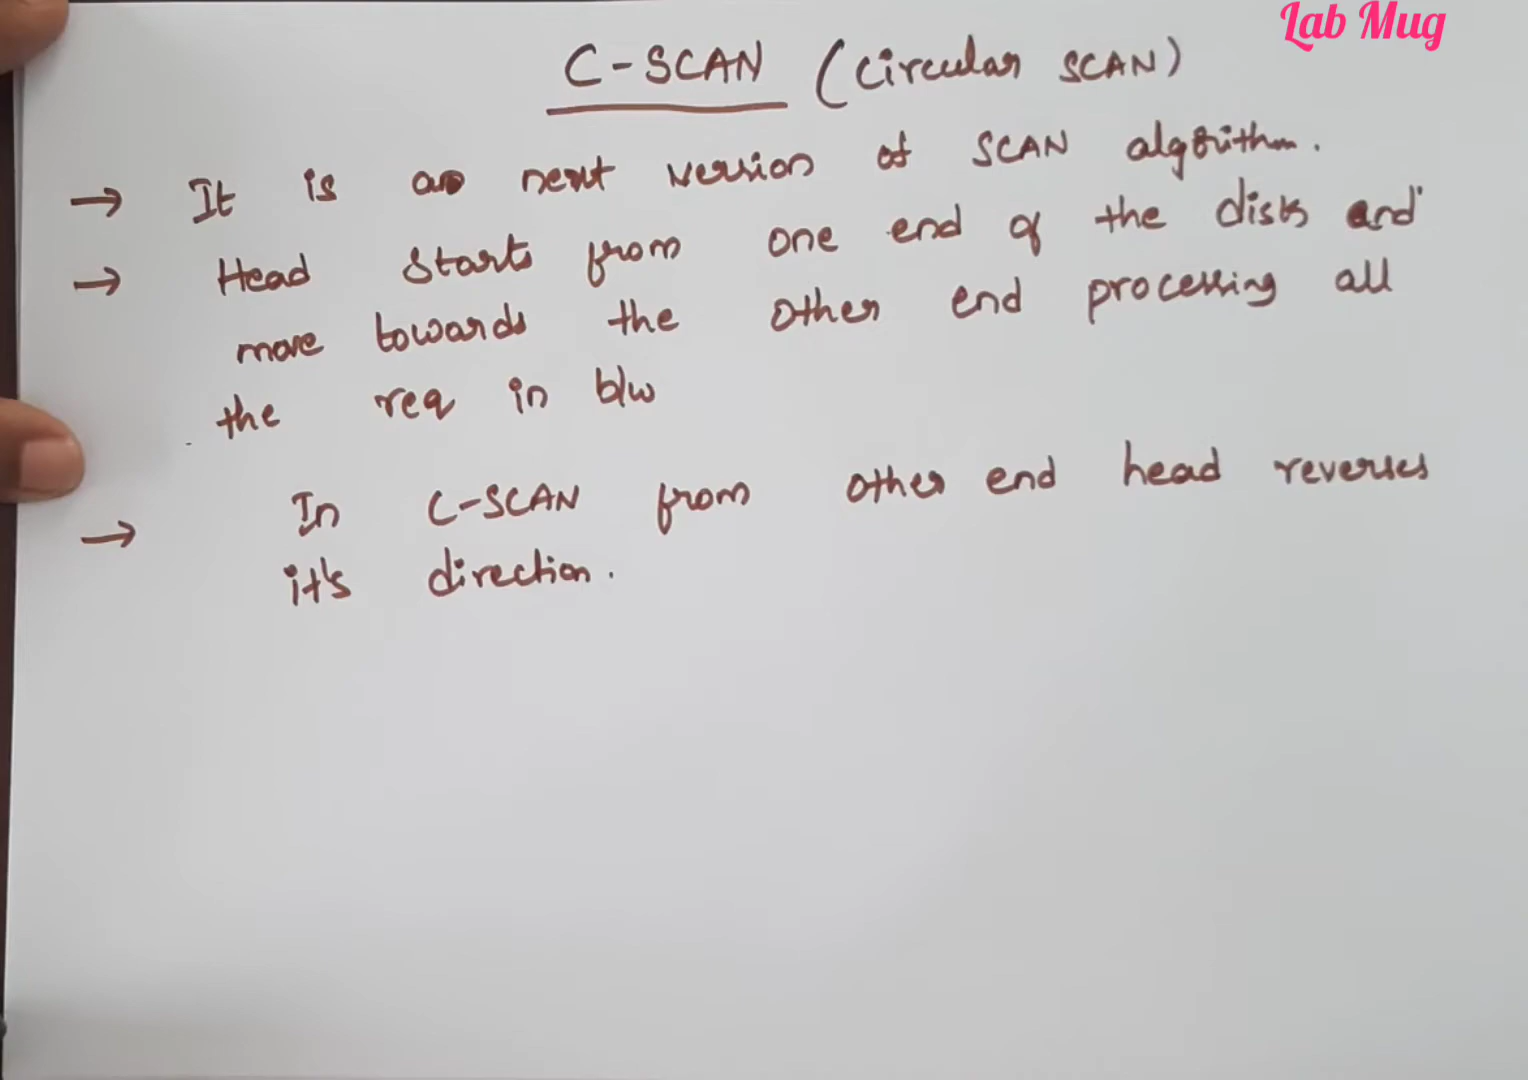 Lab Mug
C-SCAN (Circular SCAN)
→ It is an next version of SCAN algorithm.
→ Head starts from one end of the disk and
move towards the other end processing all
the req in b/w
→ In C-SCAN from other end head reverses
it's direction.